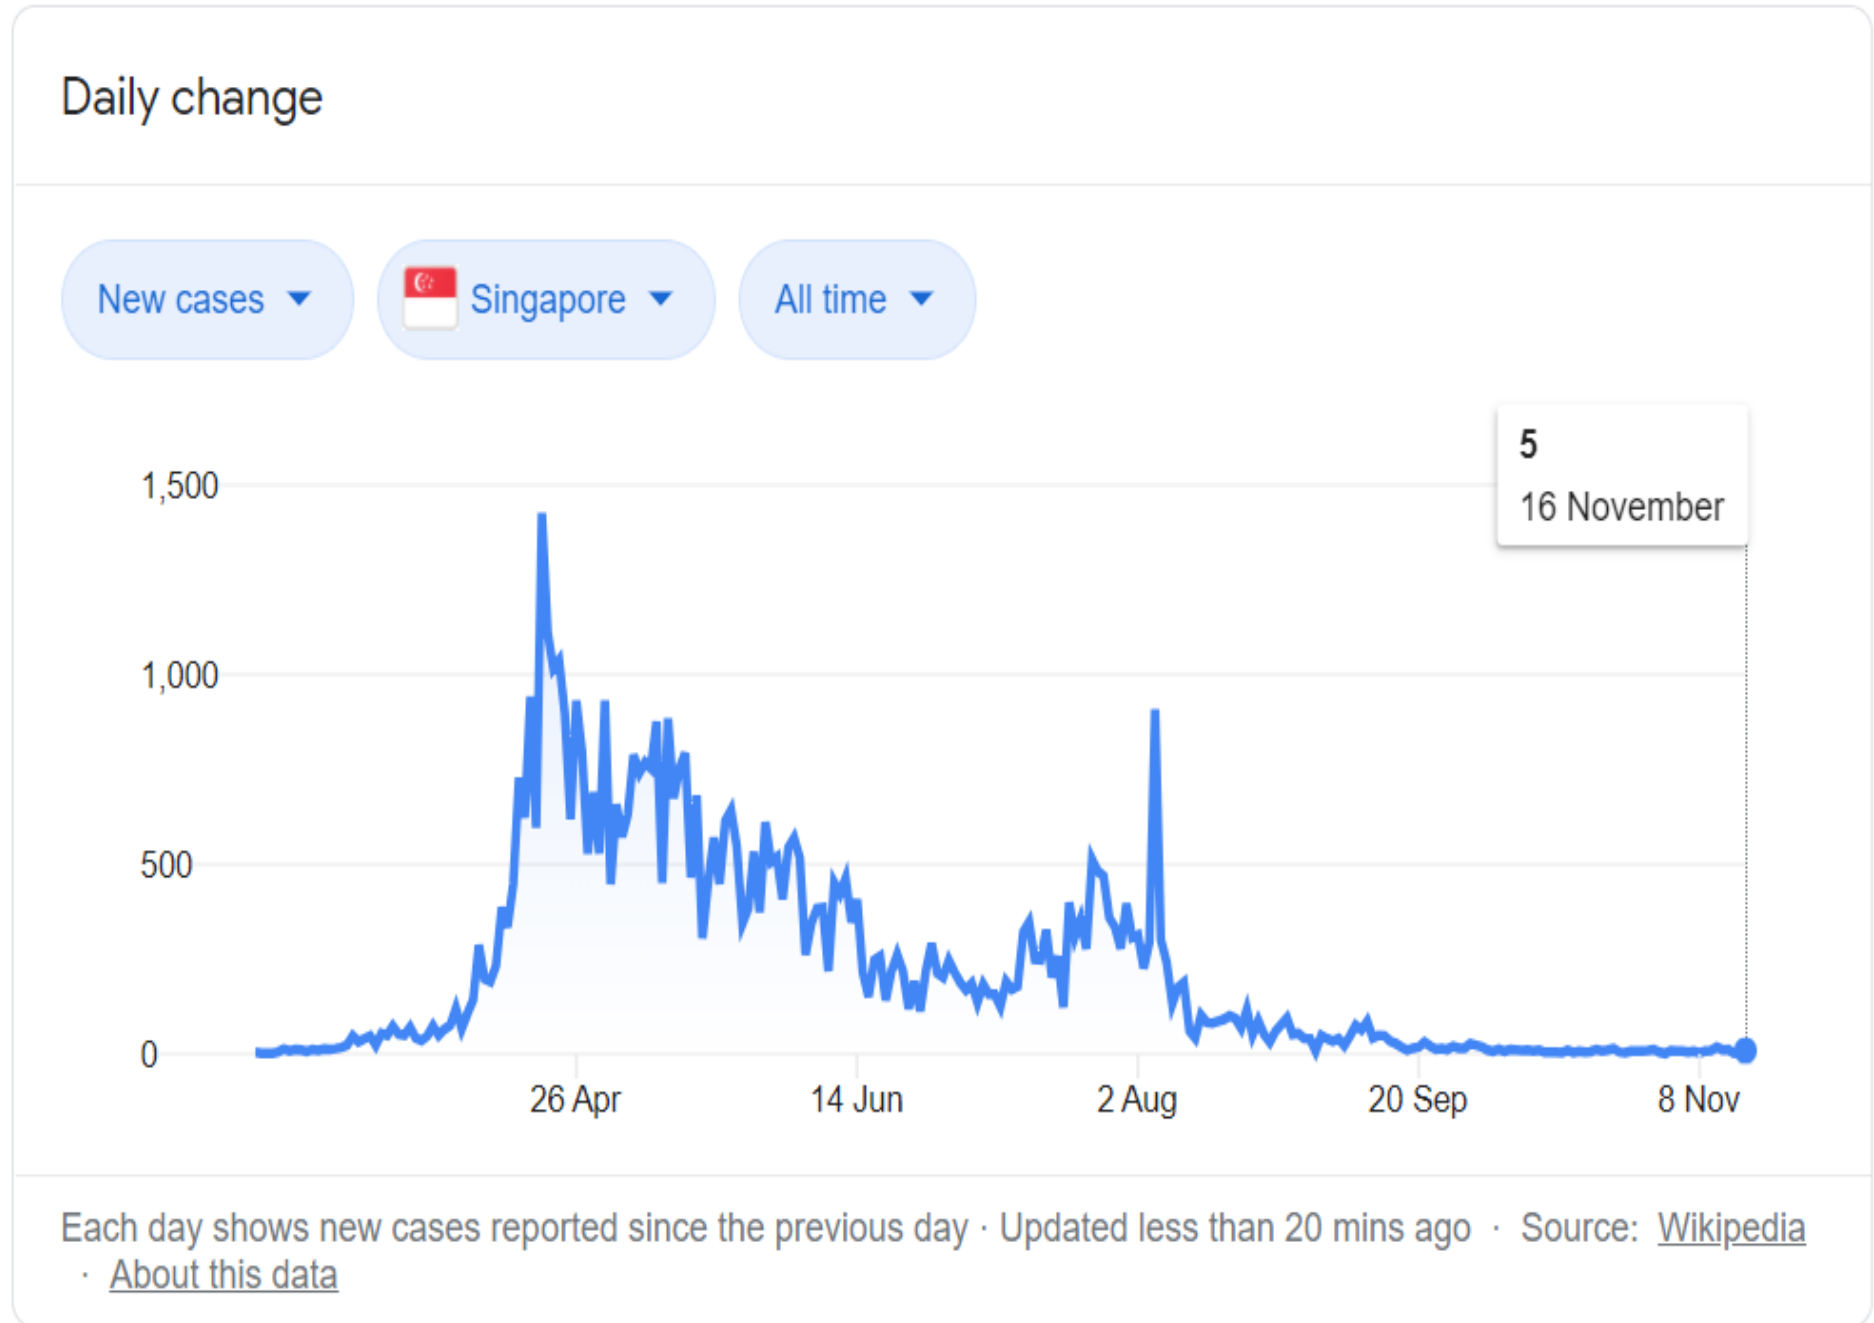 Daily change
New cases
Singapore
All time
5
16 November
1,500
1,000
500
0
26 Apr
14 Jun
2 Aug
20 Sep
8 Nov
Each day shows new cases reported since the previous day · Updated less than 20 mins ago · Source: Wikipedia
· About this data